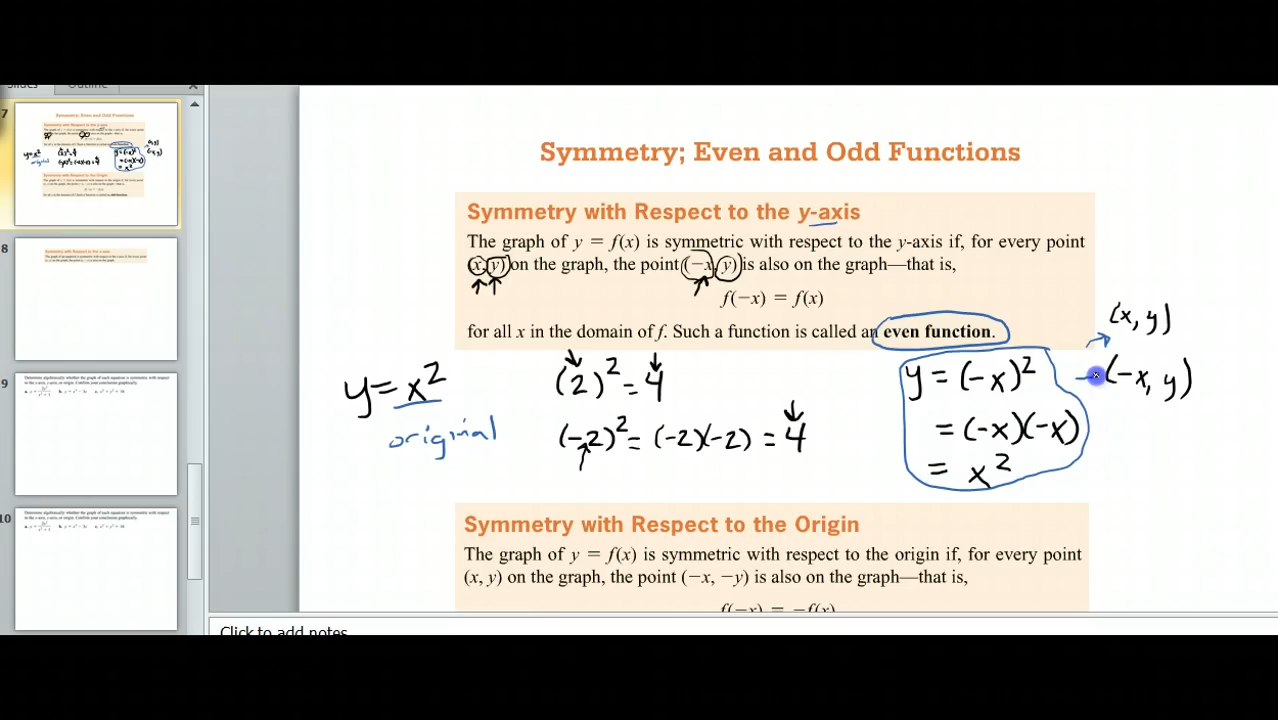 Slides Outline
7
8
9
10
Symmetry; Even and Odd Functions
Symmetry with Respect to the y-axis
The graph of y = f(x) is symmetric with respect to the y-axis if, for every point
(x, y) on the graph, the point (−x, y) is also on the graph—that is,
f(−x) = f(x)
for all x in the domain of f. Such a function is called an even function.
y = x²
original
(2)² = 4
(-2)² = (-2)(-2) = 4
y = (-x)²
= (-x)(-x)
= x²
(x, y)
(-x, y)
Symmetry with Respect to the Origin
The graph of y = f(x) is symmetric with respect to the origin if, for every point
(x, y) on the graph, the point (−x, −y) is also on the graph—that is,
f(−x) = −f(x)
Click to add notes